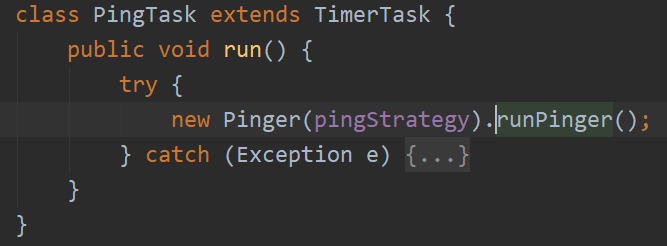 class PingTask extends TimerTask {
    public void run() {
        try {
            new Pinger(pingStrategy).runPinger();
        } catch (Exception e) {...}
    }
}